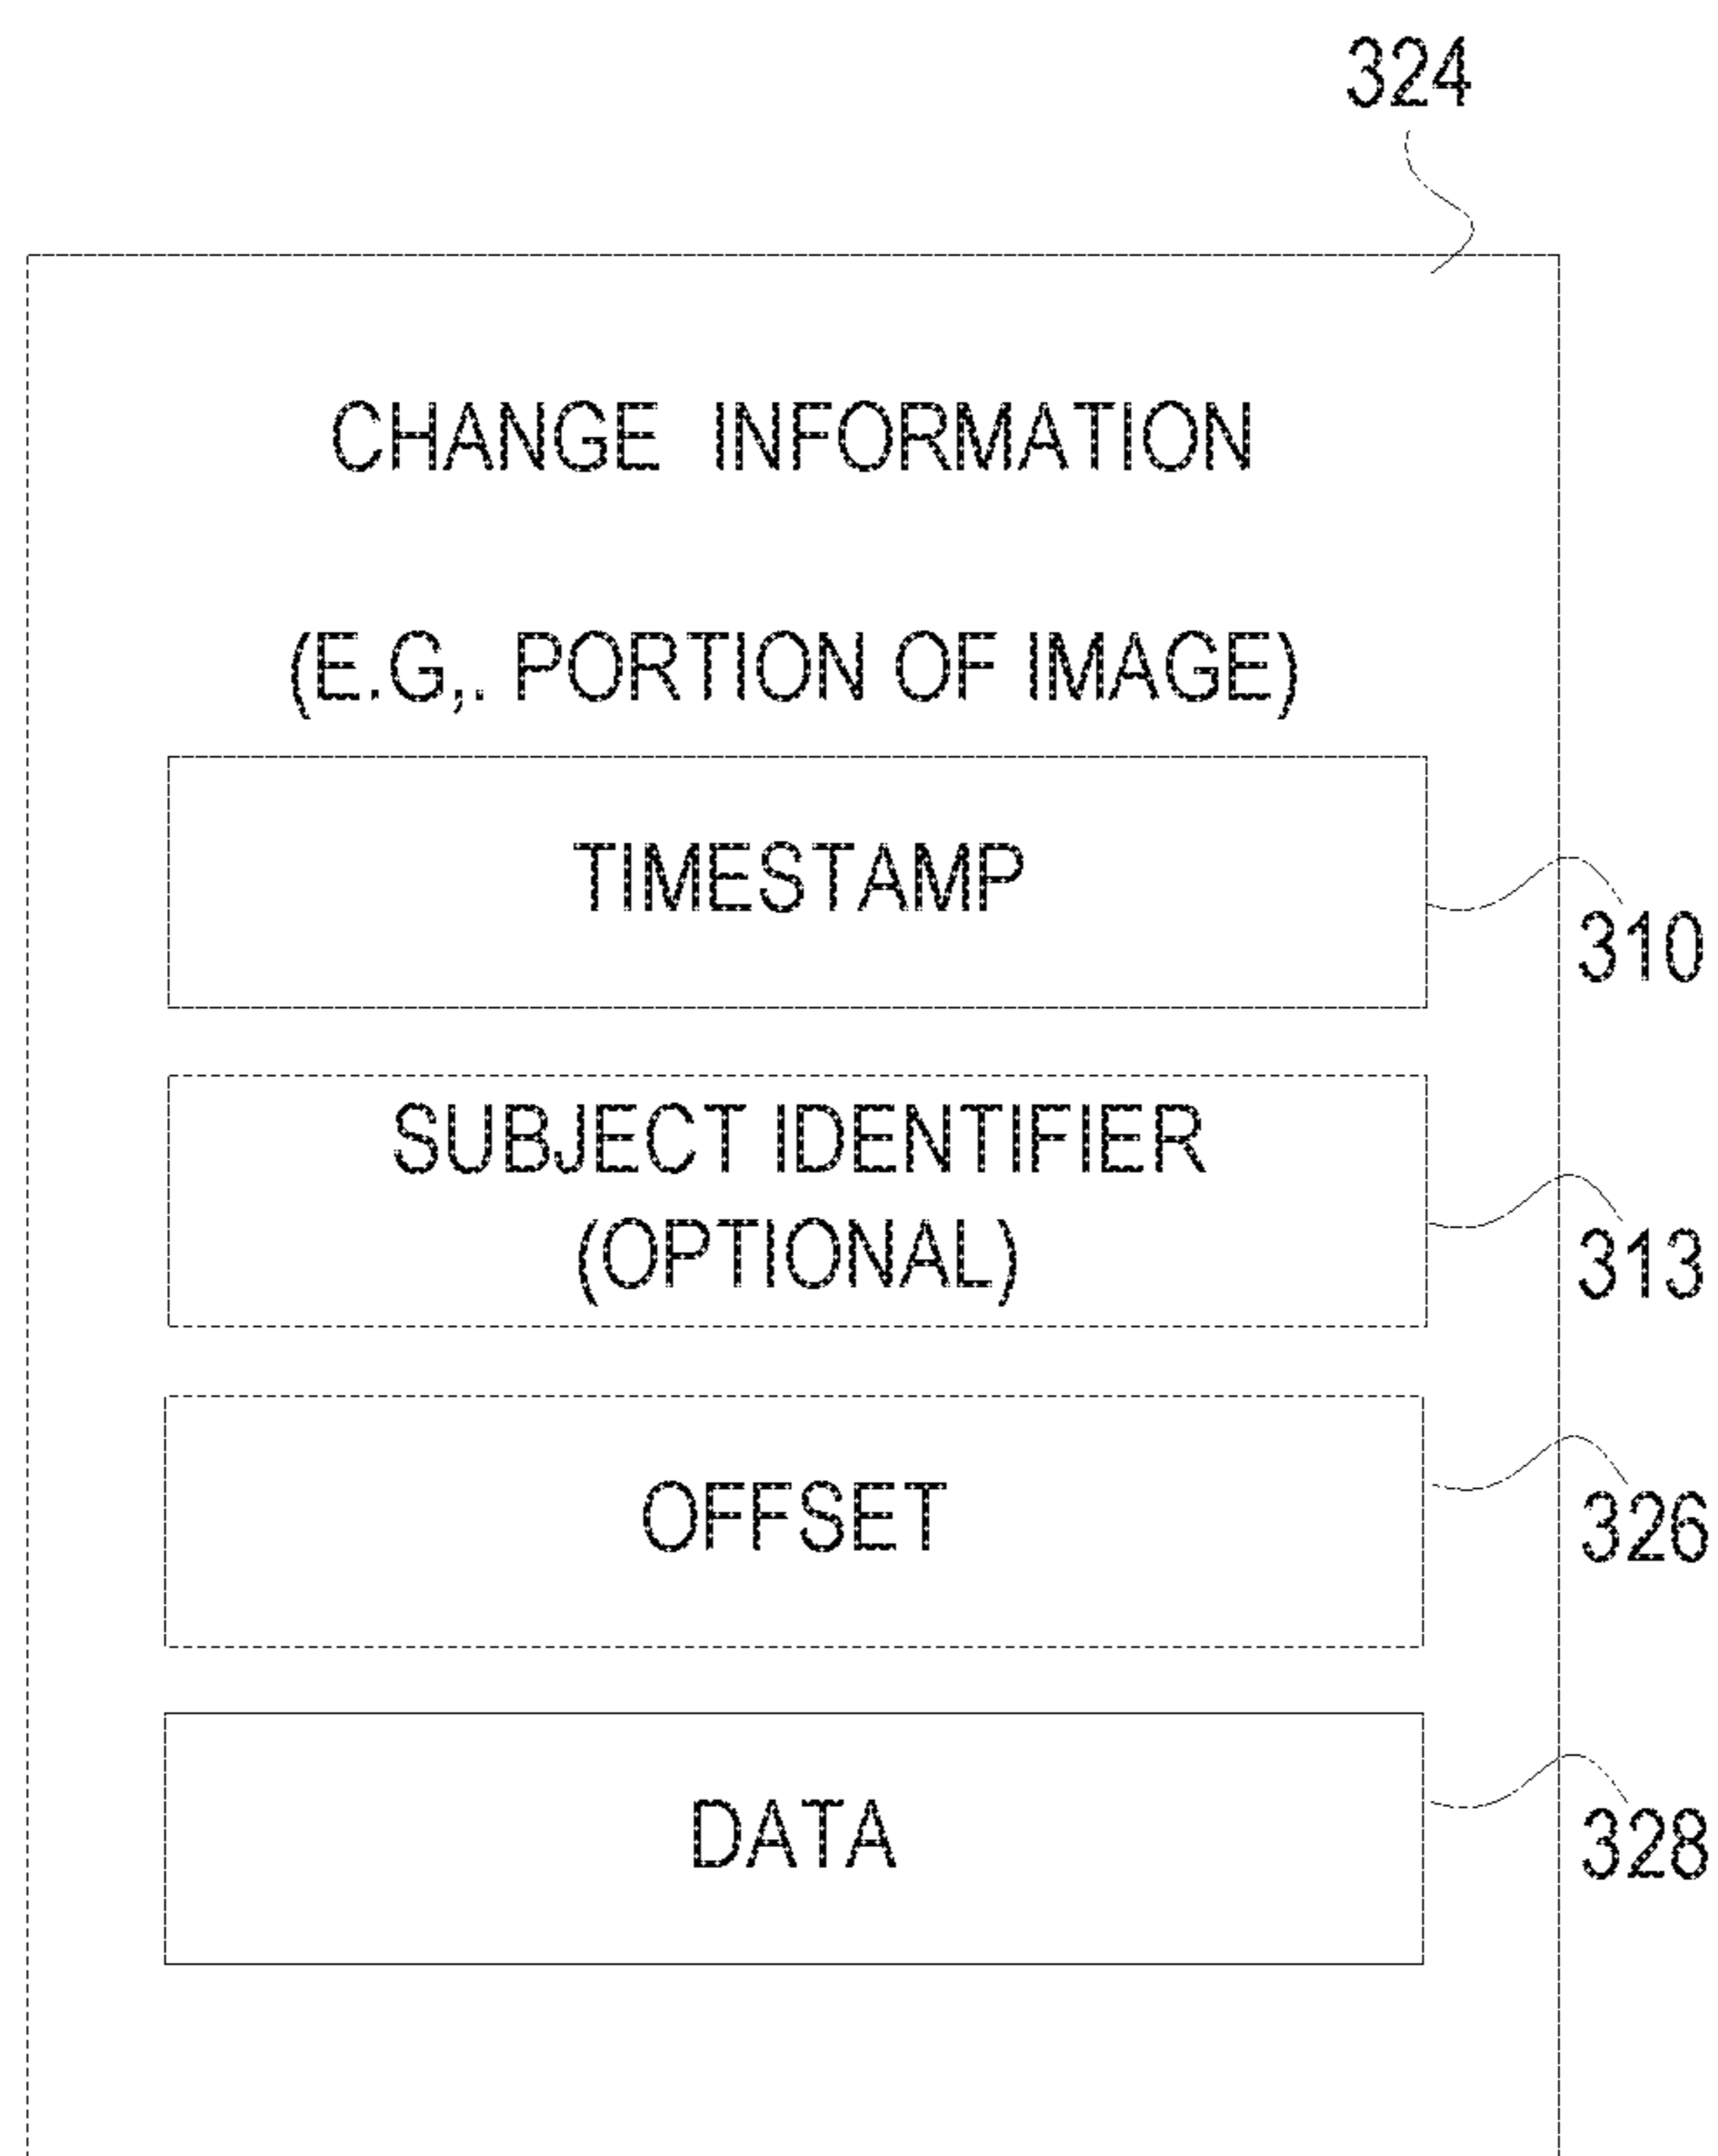 324
CHANGE INFORMATION
(E.G,. PORTION OF IMAGE)
TIMESTAMP
310
SUBJECT IDENTIFIER
(OPTIONAL)
313
OFFSET
326
DATA
328